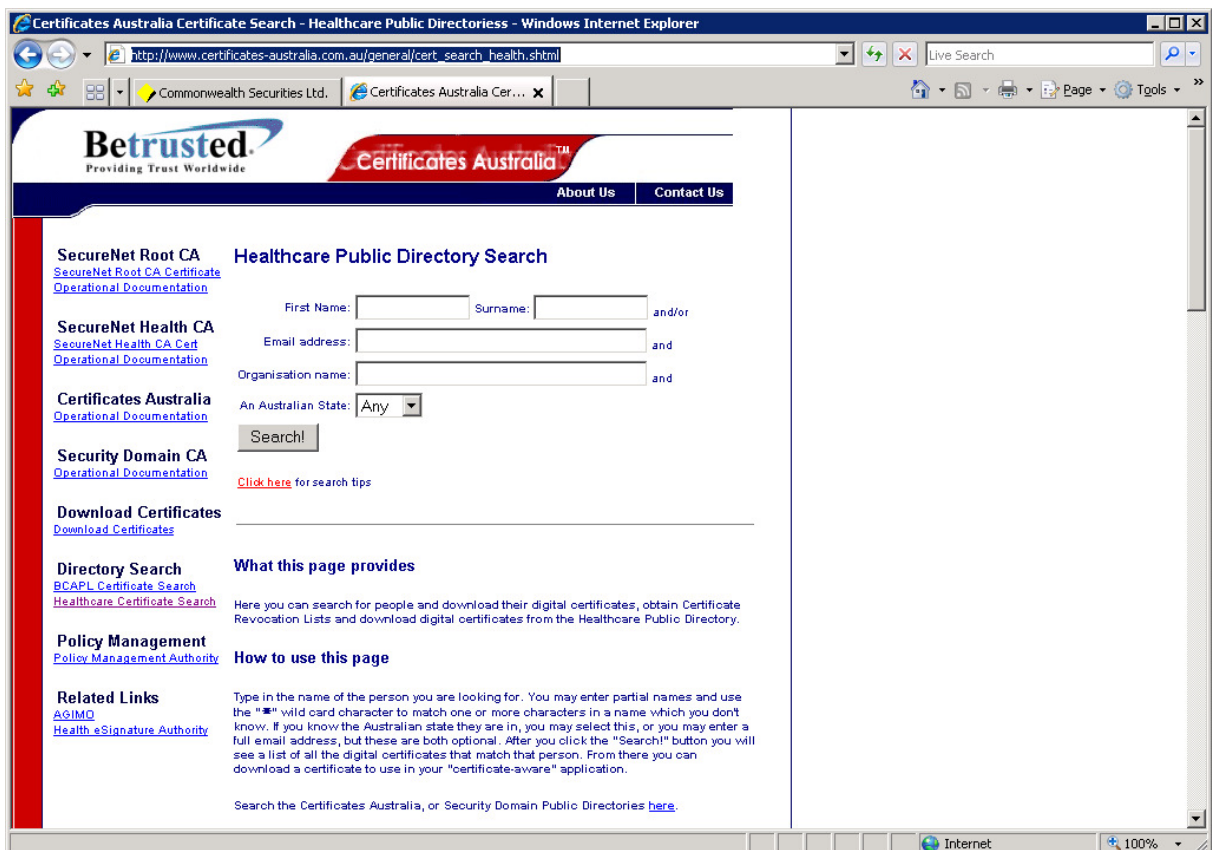 Certificates Australia Certificate Search - Healthcare Public Directoriess - Windows Internet Explorer
http://www.certificates-australia.com.au/general/cert_search_health.shtml
Live Search
Commonwealth Securities Ltd.
Certificates Australia Cer...
Page
Tools
Betrusted
Providing Trust Worldwide
Certificates Australia™
About Us
Contact Us
SecureNet Root CA
SecureNet Root CA Certificate
Operational Documentation
SecureNet Health CA
SecureNet Health CA Cert
Operational Documentation
Certificates Australia
Operational Documentation
Security Domain CA
Operational Documentation
Download Certificates
Download Certificates
Directory Search
BCAPL Certificate Search
Healthcare Certificate Search
Policy Management
Policy Management Authority
Related Links
AGIMO
Health eSignature Authority
Healthcare Public Directory Search
First Name: Surname: and/or
Email address: and
Organisation name: and
An Australian State: Any
Search!
Click here for search tips
What this page provides
Here you can search for people and download their digital certificates, obtain Certificate
Revocation Lists and download digital certificates from the Healthcare Public Directory.
How to use this page
Type in the name of the person you are looking for. You may enter partial names and use
the "*" wild card character to match one or more characters in a name which you don't
know. If you know the Australian state they are in, you may select this, or you may enter a
full email address, but these are both optional. After you click the "Search!" button you will
see a list of all the digital certificates that match that person. From there you can
download a certificate to use in your "certificate-aware" application.
Search the Certificates Australia, or Security Domain Public Directories here.
Internet
100%